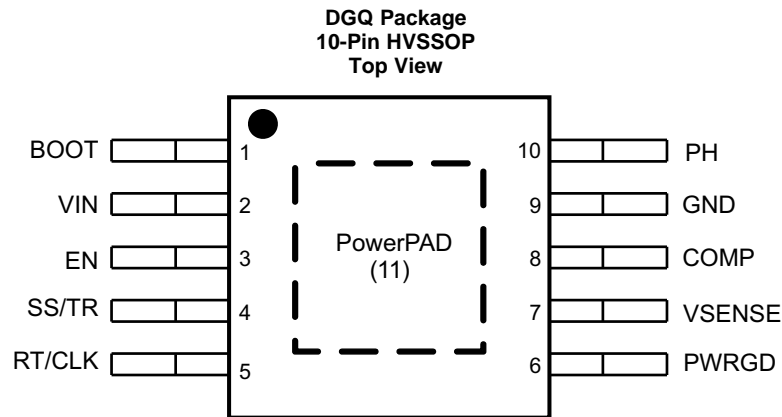 DGQ Package
10-Pin HVSSOP
Top View
BOOT 1 10 PH
VIN 2 9 GND
EN 3 8 COMP
PowerPAD
(11)
SS/TR 4 7 VSENSE
RT/CLK 5 6 PWRGD